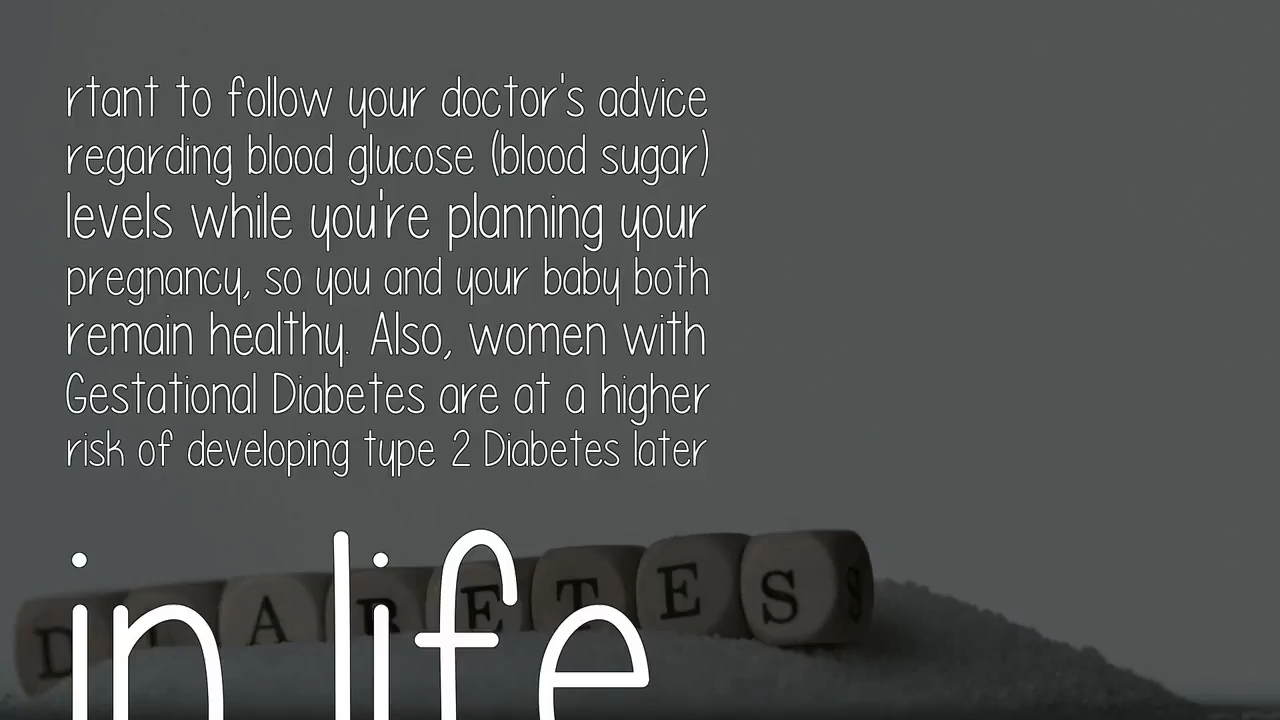 rtant to follow your doctor's advice
regarding blood glucose (blood sugar)
levels while you're planning your
pregnancy, so you and your baby both
remain healthy. Also, women with
Gestational Diabetes are at a higher
risk of developing type 2 Diabetes later
in life
DIABETES
S